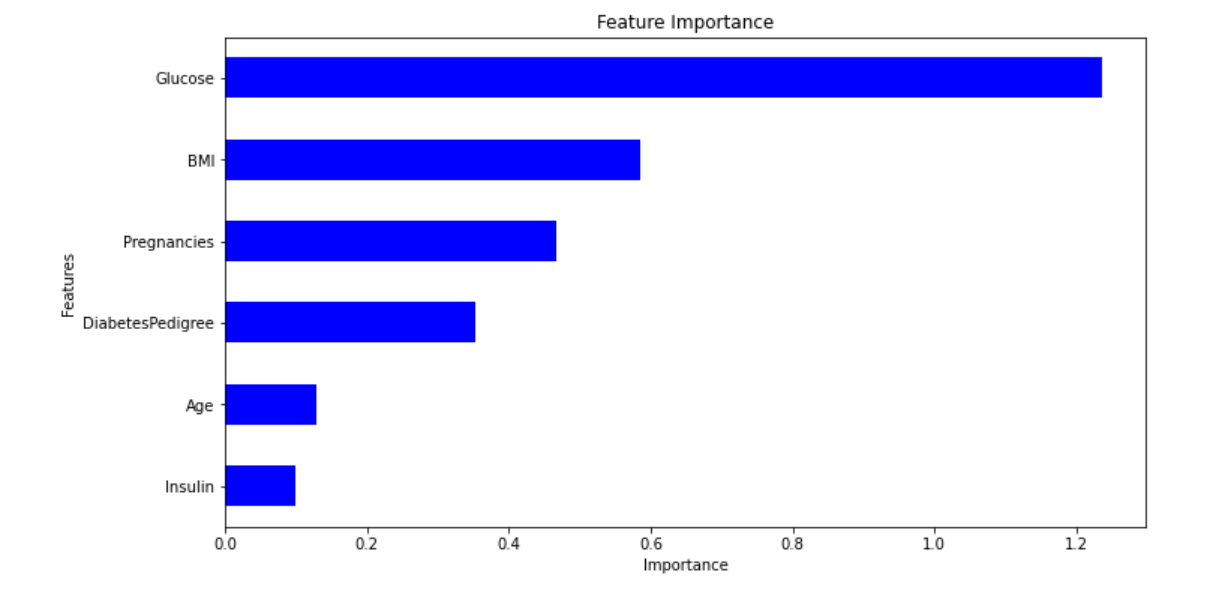 Feature Importance
Glucose
BMI
Pregnancies
Features
DiabetesPedigree
Age
Insulin
0.0 0.2 0.4 0.6 0.8 1.0 1.2
Importance